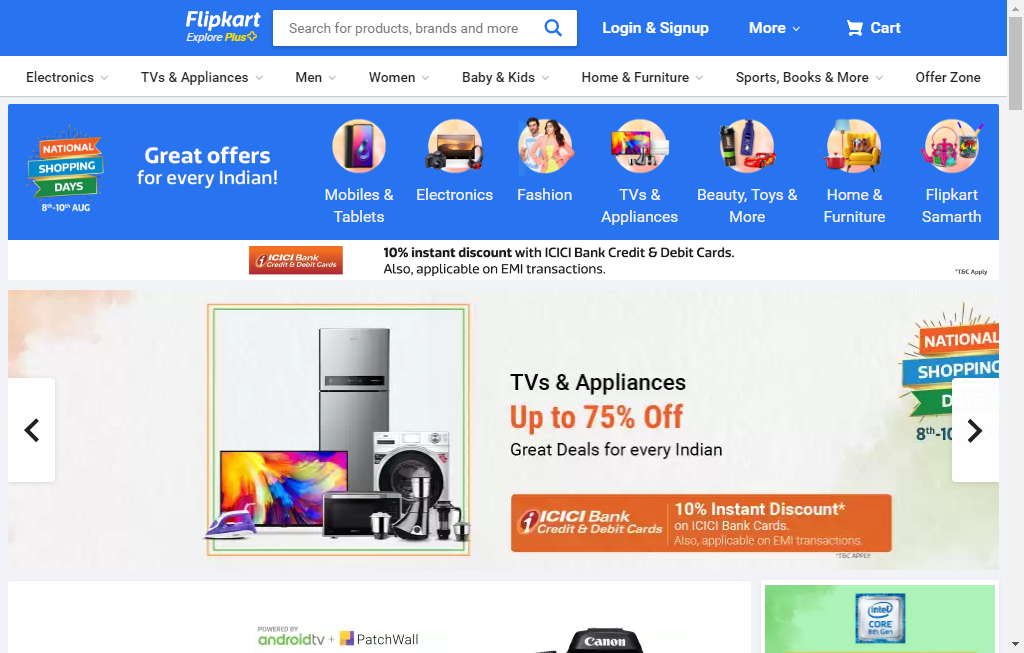 Flipkart
Explore Plus
Search for products, brands and more
Login & Signup
More
Cart
Electronics
TVs & Appliances
Men
Women
Baby & Kids
Home & Furniture
Sports, Books & More
Offer Zone
NATIONAL
SHOPPING
DAYS
8th-10th AUG
Great offers
for every Indian!
Mobiles &
Tablets
Electronics
Fashion
TVs &
Appliances
Beauty, Toys &
More
Home &
Furniture
Flipkart
Samarth
ICICI Bank
Credit & Debit Cards
10% instant discount with ICICI Bank Credit & Debit Cards.
Also, applicable on EMI transactions.
*T&C Apply
TVs & Appliances
Up to 75% Off
Great Deals for every Indian
ICICI Bank
Credit & Debit Cards
10% Instant Discount*
on ICICI Bank Cards.
Also, applicable on EMI transactions.
*T&C APPLY
NATIONAL
SHOPPING
D
8th-10
POWERED BY
androidtv + PatchWall
Canon
intel
CORE
8th Gen